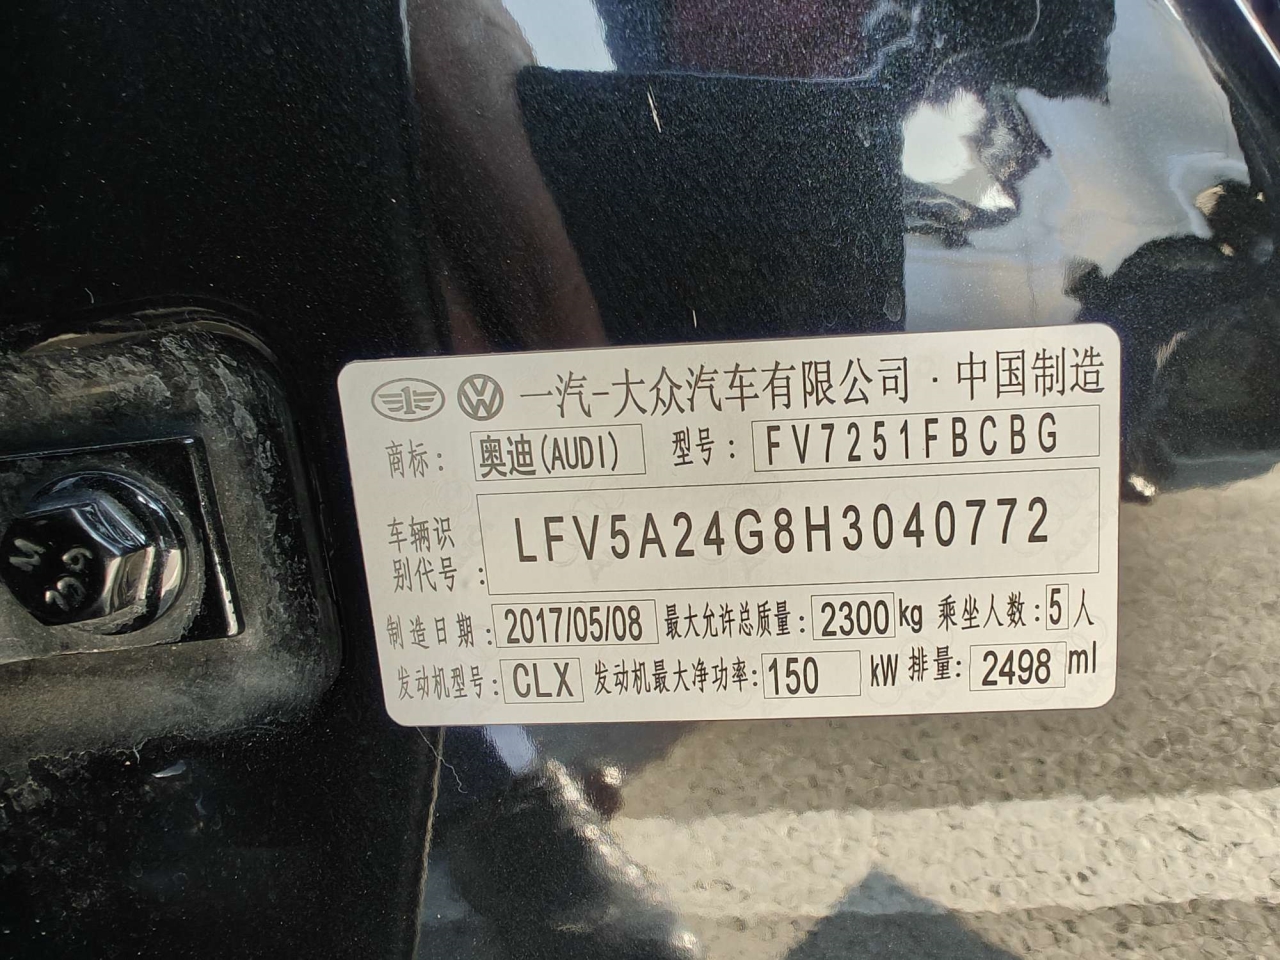 一汽-大众汽车有限公司·中国制造
商标: 奥迪(AUDI) 型号: FV7251FBCBG
车辆识
别代号: LFV5A24G8H3040772
制造日期: 2017/05/08 最大允许总质量: 2300 kg 乘坐人数: 5 人
发动机型号: CLX 发动机最大净功率: 150 kW 排量: 2498 ml